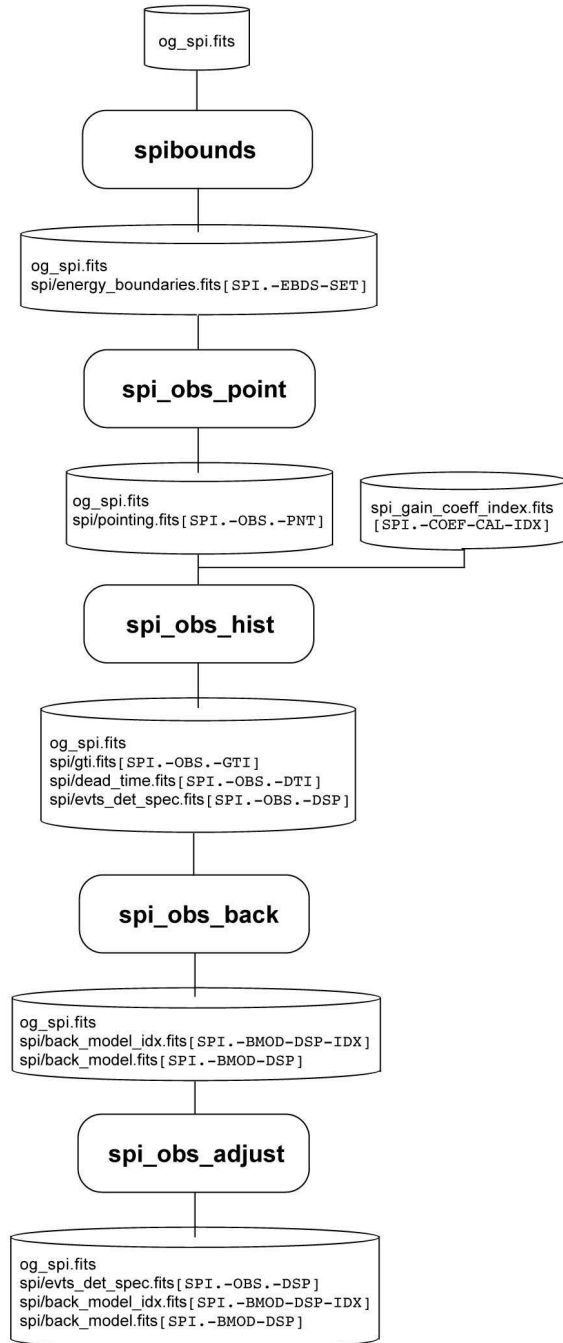 og_spi.fits
spibounds
og_spi.fits
spi/energy_boundaries.fits[SPI.-EBDS-SET]
spi_obs_point
og_spi.fits
spi/pointing.fits[SPI.-OBS.-PNT]
spi_gain_coeff_index.fits
[SPI.-COEF-CAL-IDX]
spi_obs_hist
og_spi.fits
spi/gti.fits[SPI.-OBS.-GTI]
spi/dead_time.fits[SPI.-OBS.-DTI]
spi/evts_det_spec.fits[SPI.-OBS.-DSP]
spi_obs_back
og_spi.fits
spi/back_model_idx.fits[SPI.-BMOD-DSP-IDX]
spi/back_model.fits[SPI.-BMOD-DSP]
spi_obs_adjust
og_spi.fits
spi/evts_det_spec.fits[SPI.-OBS.-DSP]
spi/back_model_idx.fits[SPI.-BMOD-DSP-IDX]
spi/back_model.fits[SPI.-BMOD-DSP]